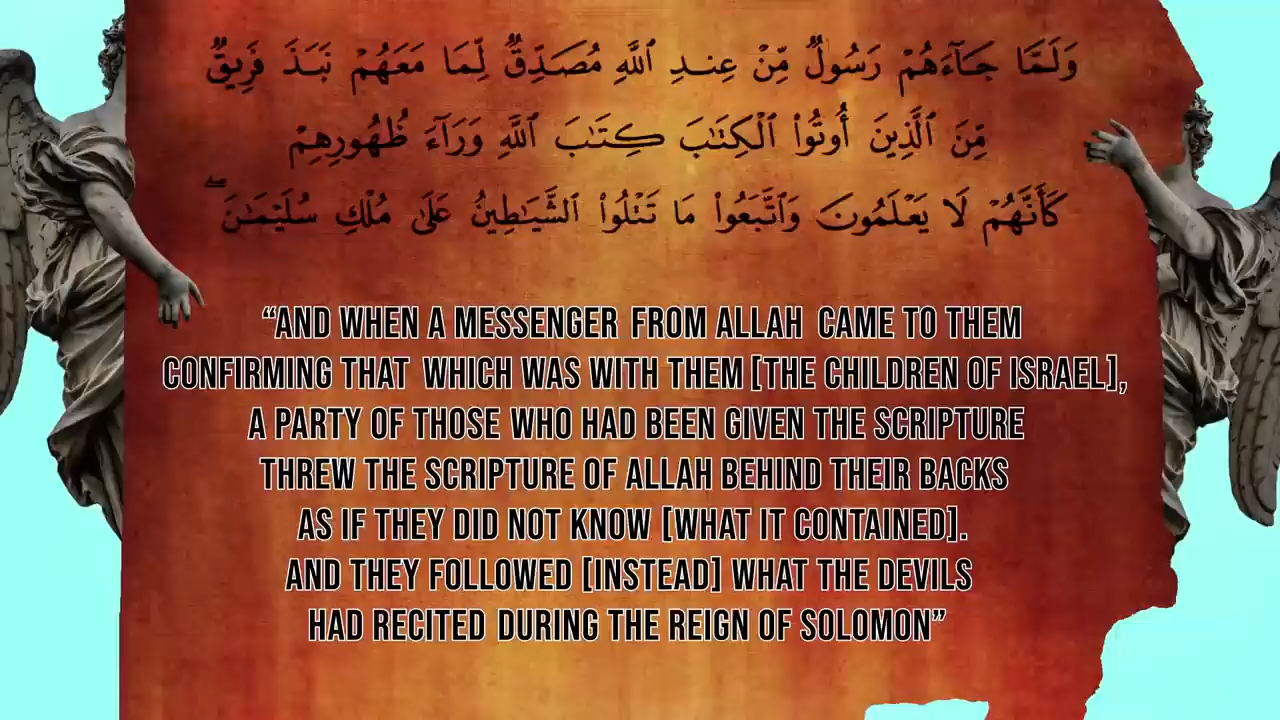 وَلَمَّا جَآءَهُمْ رَسُولٌ مِّنْ عِندِ ٱللَّهِ مُصَدِّقٌ لِّمَا مَعَهُمْ نَبَذَ فَرِيقٌ
مِّنَ ٱلَّذِينَ أُوتُوا۟ ٱلْكِتَـٰبَ كِتَـٰبَ ٱللَّهِ وَرَآءَ ظُهُورِهِمْ
كَأَنَّهُمْ لَا يَعْلَمُونَ وَٱتَّبَعُوا۟ مَا تَتْلُوا۟ ٱلشَّيَـٰطِينُ عَلَىٰ مُلْكِ سُلَيْمَـٰنَ ۖ
“AND WHEN A MESSENGER FROM ALLAH CAME TO THEM
CONFIRMING THAT WHICH WAS WITH THEM [THE CHILDREN OF ISRAEL],
A PARTY OF THOSE WHO HAD BEEN GIVEN THE SCRIPTURE
THREW THE SCRIPTURE OF ALLAH BEHIND THEIR BACKS
AS IF THEY DID NOT KNOW [WHAT IT CONTAINED].
AND THEY FOLLOWED [INSTEAD] WHAT THE DEVILS
HAD RECITED DURING THE REIGN OF SOLOMON”